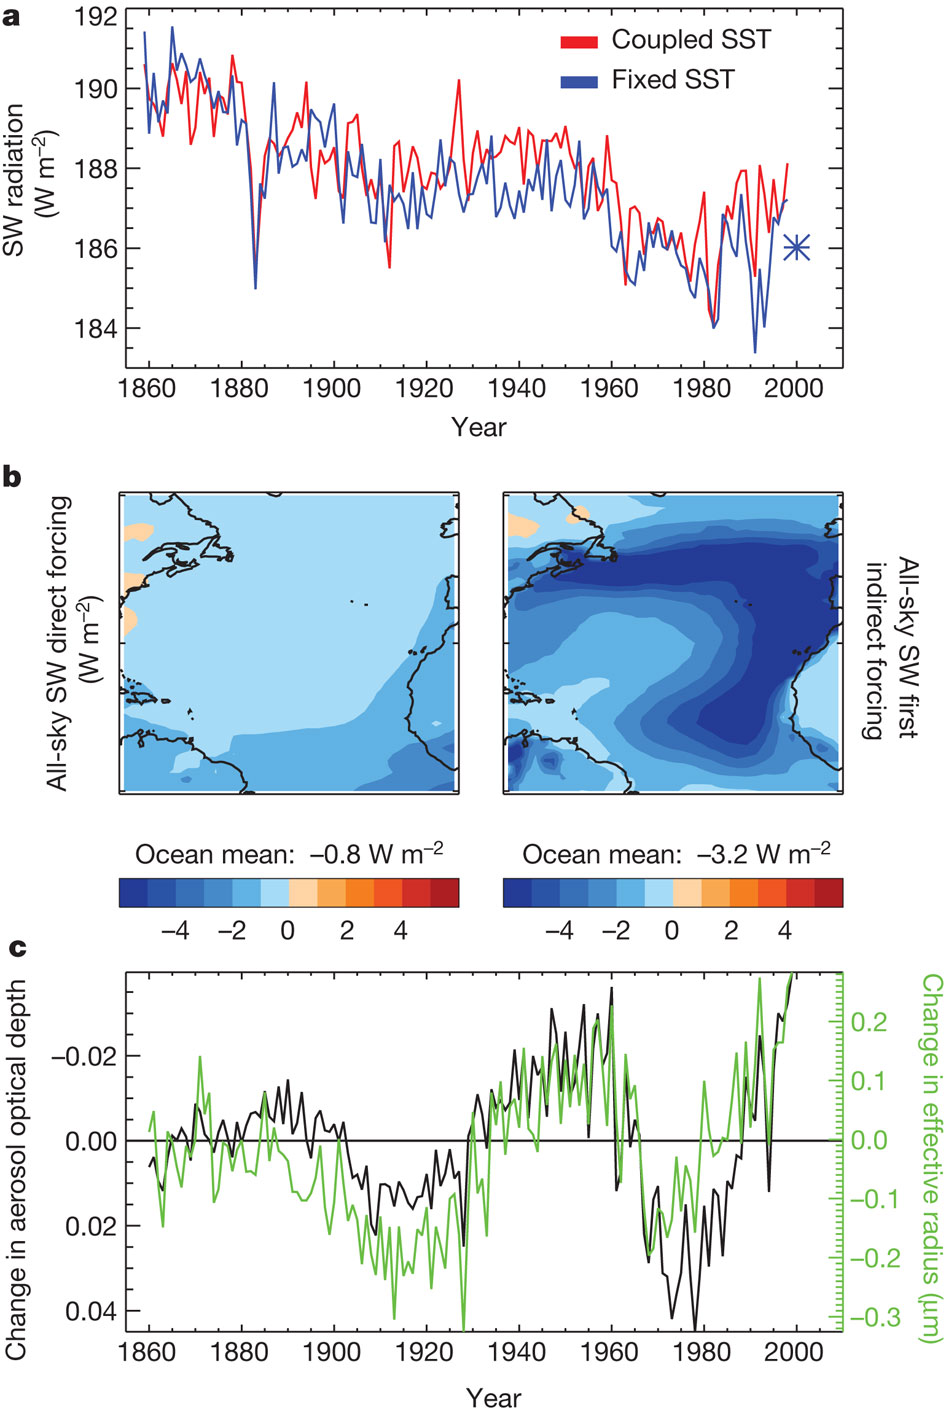 a
192
190
188
186
184
SW radiation
(W m⁻²)
Coupled SST
Fixed SST
1860 1880 1900 1920 1940 1960 1980 2000
Year
b
All-sky SW direct forcing
(W m⁻²)
All-sky SW first
indirect forcing
Ocean mean: –0.8 W m⁻²
–4 –2 0 2 4
Ocean mean: –3.2 W m⁻²
–4 –2 0 2 4
c
Change in aerosol optical depth
–0.02
0.00
0.02
0.04
0.2
0.1
0.0
–0.1
–0.2
–0.3
Change in effective radius (μm)
1860 1880 1900 1920 1940 1960 1980 2000
Year